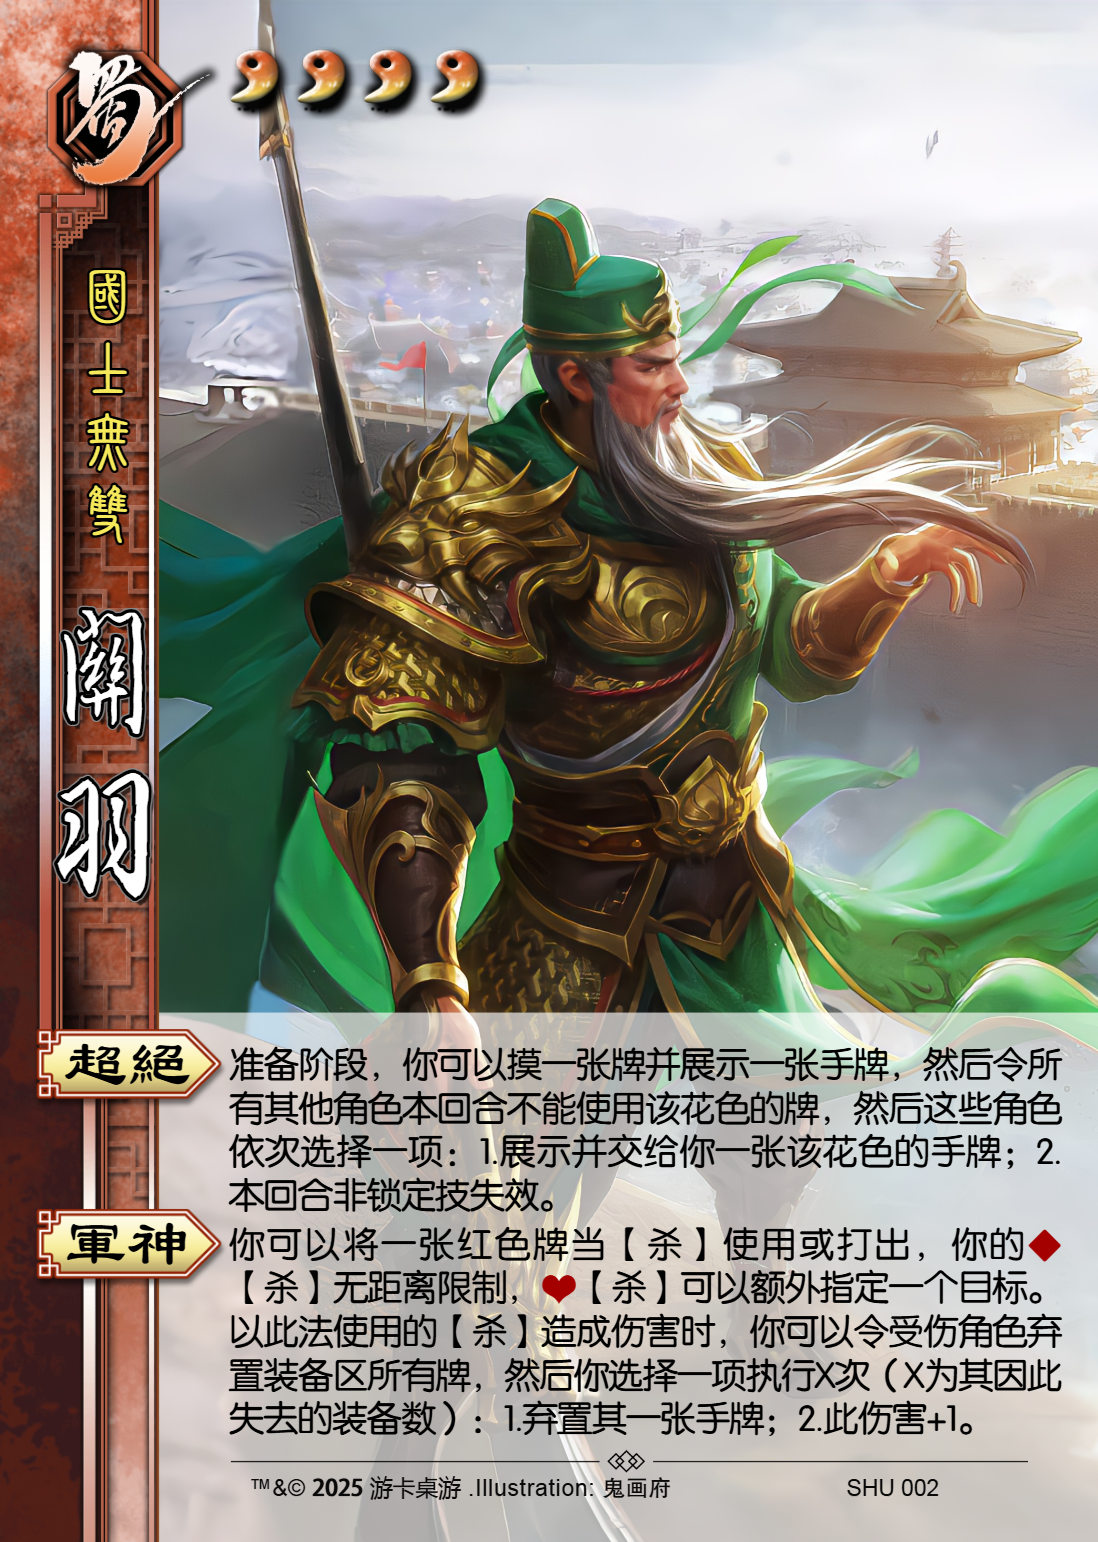 蜀
國士無雙
關羽
超絕
准备阶段，你可以摸一张牌并展示一张手牌，然后令所
有其他角色本回合不能使用该花色的牌，然后这些角色
依次选择一项：1.展示并交给你一张该花色的手牌；2.
本回合非锁定技失效。
軍神
你可以将一张红色牌当【杀】使用或打出，你的♦
【杀】无距离限制，♥【杀】可以额外指定一个目标。
以此法使用的【杀】造成伤害时，你可以令受伤角色弃
置装备区所有牌，然后你选择一项执行X次（X为其因此
失去的装备数）：1.弃置其一张手牌；2.此伤害+1。
™&© 2025 游卡桌游 .Illustration: 鬼画府
SHU 002